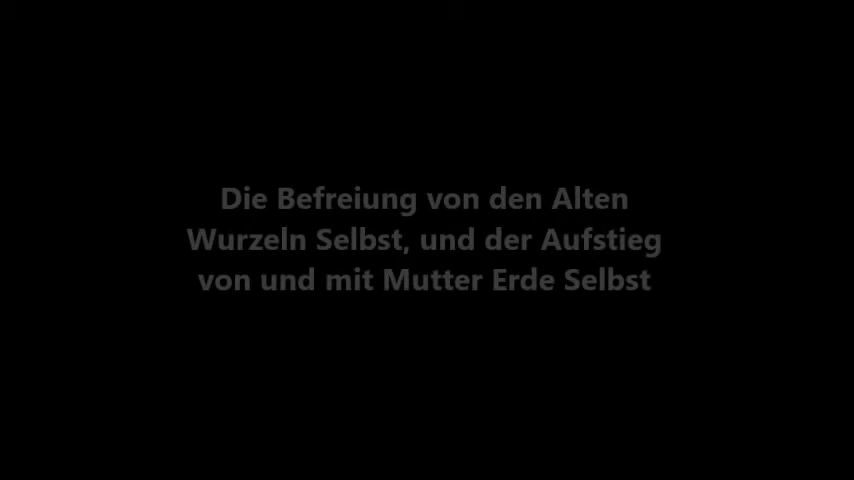 Die Befreiung von den Alten
Wurzeln Selbst, und der Aufstieg
von und mit Mutter Erde Selbst